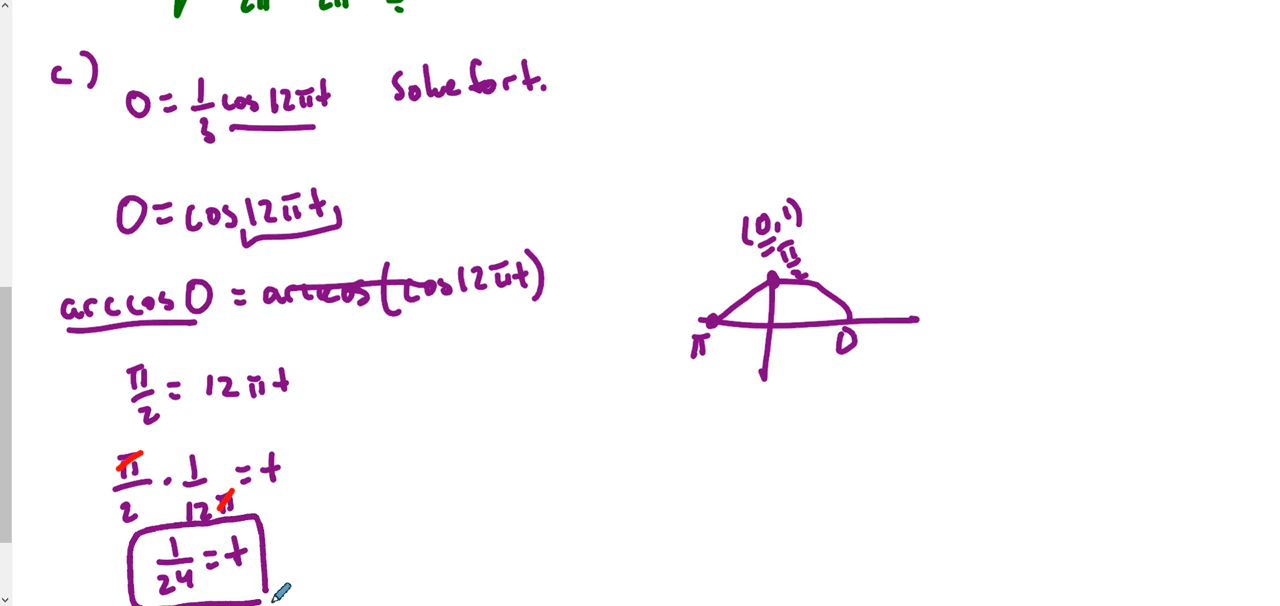 c)
0 = 1/3 cos 12πt   Solve for t.
0 = cos 12πt
arccos 0 = arccos(cos 12πt)
π/2 = 12πt
π/2 · 1/12π = t
1/24 = t
(0,1)
π/2
π   0